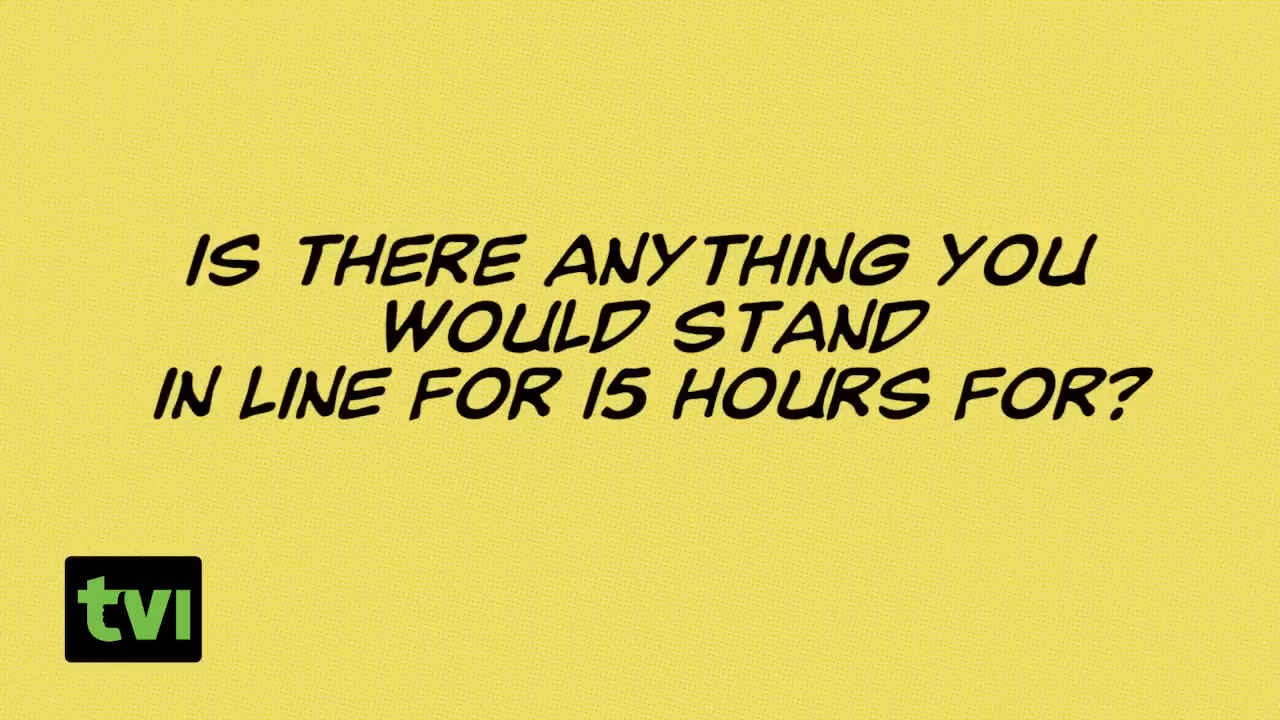 IS THERE ANYTHING YOU
WOULD STAND
IN LINE FOR 15 HOURS FOR?
tvi